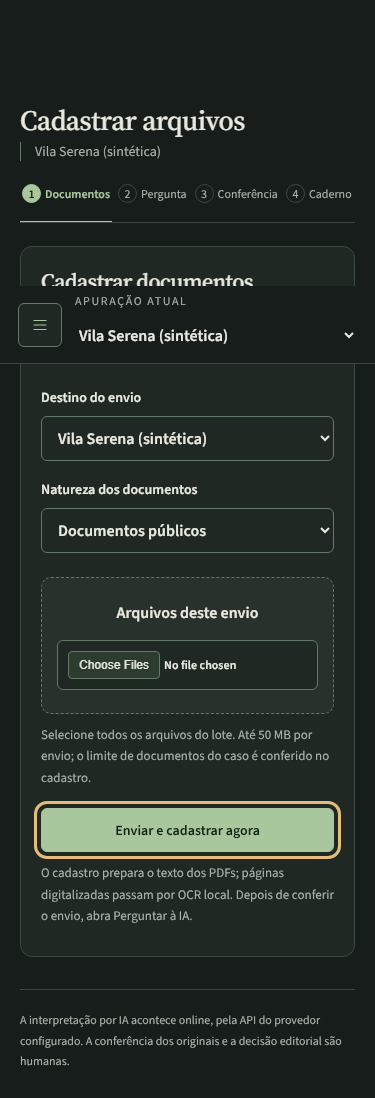 Cadastrar arquivos
Vila Serena (sintética)
1 Documentos 2 Pergunta 3 Conferência 4 Caderno
Cadastrar documentos
APURAÇÃO ATUAL
Vila Serena (sintética)
Destino do envio
Vila Serena (sintética)
Natureza dos documentos
Documentos públicos
Arquivos deste envio
Choose Files No file chosen
Selecione todos os arquivos do lote. Até 50 MB por
envio; o limite de documentos do caso é conferido no
cadastro.
Enviar e cadastrar agora
O cadastro prepara o texto dos PDFs; páginas
digitalizadas passam por OCR local. Depois de conferir
o envio, abra Perguntar à IA.
A interpretação por IA acontece online, pela API do provedor
configurado. A conferência dos originais e a decisão editorial são
humanas.